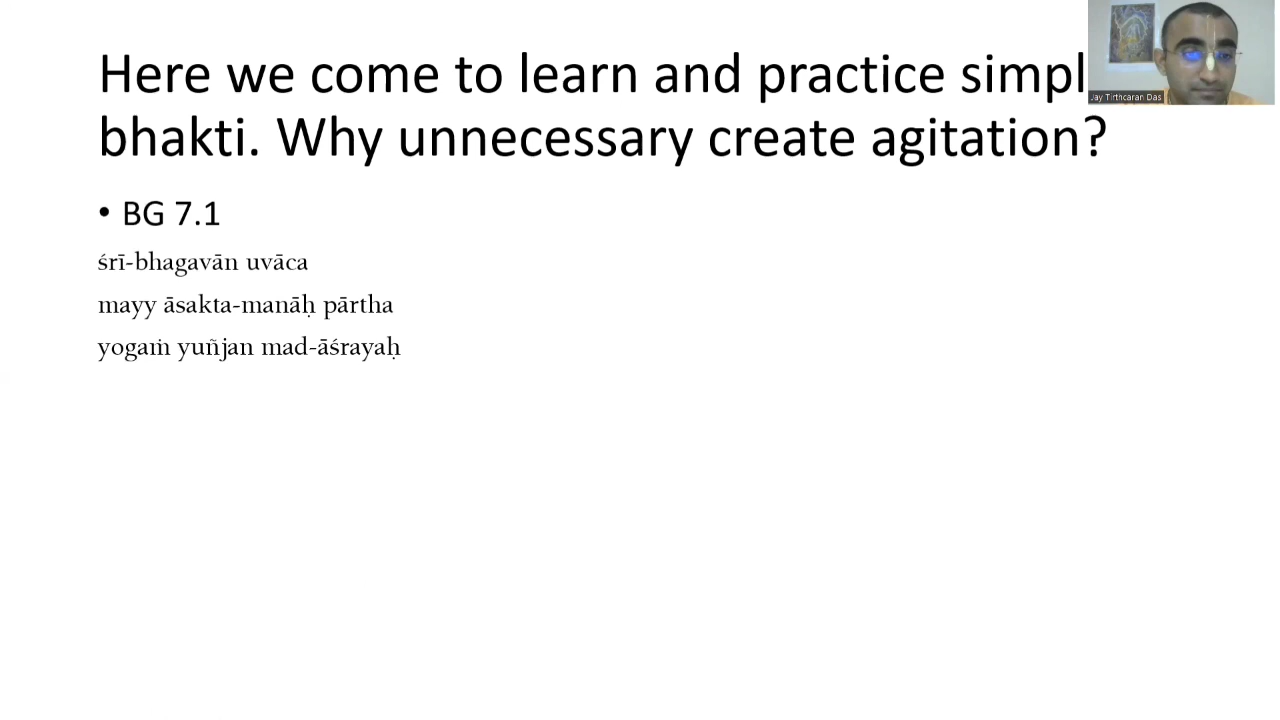 Here we come to learn and practice simpl
bhakti. Why unnecessary create agitation?
Jay Tirthcaran Das
• BG 7.1
śrī-bhagavān uvāca
mayy āsakta-manāḥ pārtha
yogaṁ yuñjan mad-āśrayaḥ